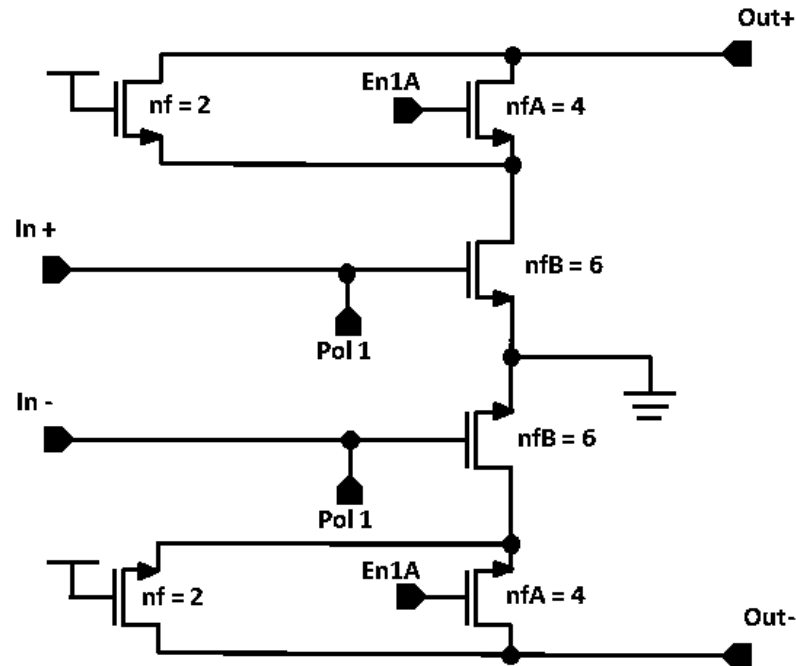 Out+
En1A
nf = 2
nfA = 4
In +
nfB = 6
Pol 1
In -
nfB = 6
Pol 1
En1A
nf = 2
nfA = 4
Out-